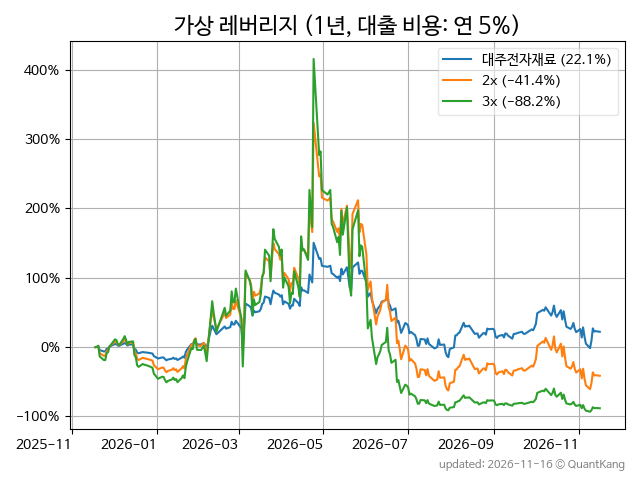 가상 레버리지 (1년, 대출 비용: 연 5%)
대주전자재료 (22.1%)
2x (−41.4%)
3x (−88.2%)
400%
300%
200%
100%
0%
−100%
2025-11
2026-01
2026-03
2026-05
2026-07
2026-09
2026-11
updated: 2026-11-16 © QuantKang